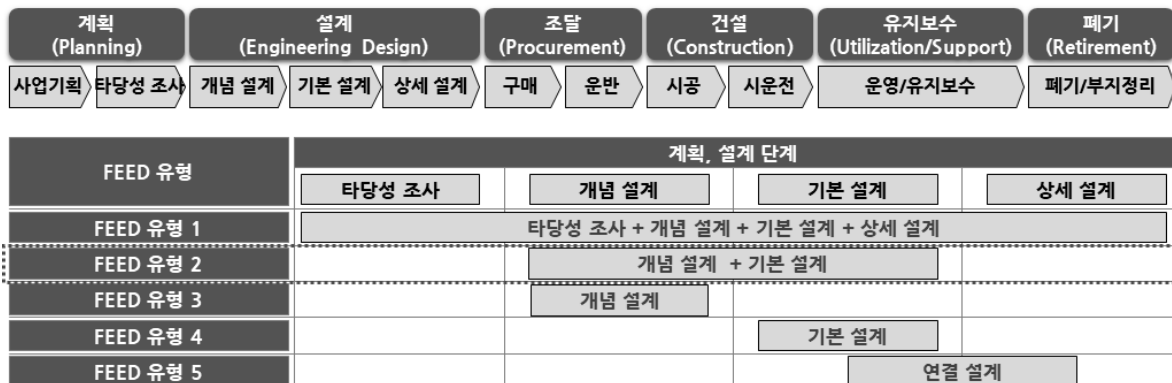 계획 설계 조달 건설 유지보수 폐기
(Planning) (Engineering Design) (Procurement) (Construction) (Utilization/Support) (Retirement)
사업기획 타당성 조사 개념 설계 기본 설계 상세 설계 구매 운반 시공 시운전 운영/유지보수 폐기/부지정리
FEED 유형 계획, 설계 단계
타당성 조사 개념 설계 기본 설계 상세 설계
FEED 유형 1 타당성 조사 + 개념 설계 + 기본 설계 + 상세 설계
FEED 유형 2 개념 설계 + 기본 설계
FEED 유형 3 개념 설계
FEED 유형 4 기본 설계
FEED 유형 5 연결 설계